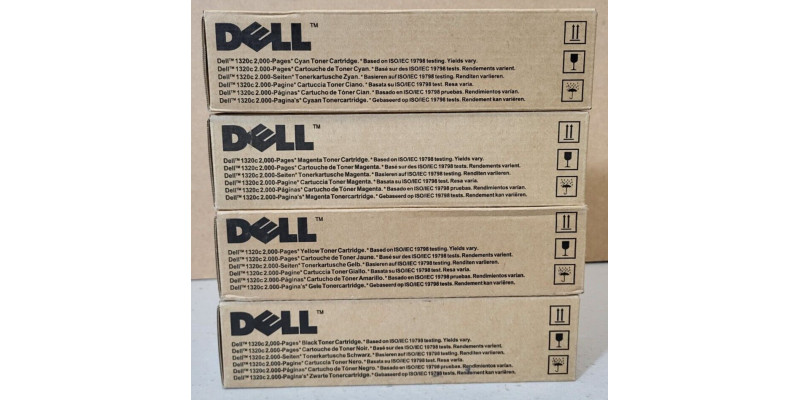 DELL™
Dell™ 1320c 2,000-Pages* Cyan Toner Cartridge. * Based on ISO/IEC 19798 testing. Yields vary.
Dell™ 1320c 2,000-Pages* Cartouche de Toner Cyan. * Basé sur des ISO/IEC 19798 tests. Rendements varient.
Dell™ 1320c 2.000-Seiten* Tonerkartusche Zyan. * Basieren auf ISO/IEC 19798 testing. Renditen variieren.
Dell™ 1320c 2.000-Pagine* Cartuccia Toner Ciano. * Basata su ISO/IEC 19798 test. Resa varia.
Dell™ 1320c 2.000-Páginas* Cartucho de Tóner Cian. * Basado en ISO/IEC 19798 pruebas. Rendimientos varían.
Dell™ 1320c 2.000-Pagina's* Cyaan Tonercartridge. * Gebasseerd op ISO/IEC 19798 testing. Rendement kan variëren.
DELL™
Dell™ 1320c 2,000-Pages* Magenta Toner Cartridge. * Based on ISO/IEC 19798 testing. Yields vary.
Dell™ 1320c 2,000-Pages* Cartouche de Toner Magenta. * Basé sur des ISO/IEC 19798 tests. Rendements varient.
Dell™ 1320c 2.000-Seiten* Tonerkartusche Magenta. * Basieren auf ISO/IEC 19798 testing. Renditen variieren.
Dell™ 1320c 2.000-Pagine* Cartuccia Toner Magenta. * Basata su ISO/IEC 19798 test. Resa varia.
Dell™ 1320c 2.000-Páginas* Cartucho de Tóner Magenta. * Basado en ISO/IEC 19798 pruebas. Rendimientos varían.
Dell™ 1320c 2.000-Pagina's* Magenta Tonercartridge. * Gebasseerd op ISO/IEC 19798 testing. Rendement kan variëren.
DELL™
Dell™ 1320c 2,000-Pages* Yellow Toner Cartridge. * Based on ISO/IEC 19798 testing. Yields vary.
Dell™ 1320c 2,000-Pages* Cartouche de Toner Jaune. * Basé sur des ISO/IEC 19798 tests. Rendements varient.
Dell™ 1320c 2.000-Seiten* Tonerkartusche Gelb. * Basieren auf ISO/IEC 19798 testing. Renditen variieren.
Dell™ 1320c 2.000-Pagine* Cartuccia Toner Giallo. * Basata su ISO/IEC 19798 test. Resa varia.
Dell™ 1320c 2.000-Páginas* Cartucho de Tóner Amarillo. * Basado en ISO/IEC 19798 pruebas. Rendimientos varían.
Dell™ 1320c 2.000-Pagina's* Gele Tonercartridge. * Gebasseerd op ISO/IEC 19798 testing. Rendement kan variëren.
DELL™
Dell™ 1320c 2,000-Pages* Black Toner Cartridge. * Based on ISO/IEC 19798 testing. Yields vary.
Dell™ 1320c 2,000-Pages* Cartouche de Toner Noir. * Basé sur des ISO/IEC 19798 tests. Rendements varient.
Dell™ 1320c 2.000-Seiten* Tonerkartusche Schwarz. * Basieren auf ISO/IEC 19798 testing. Renditen variieren.
Dell™ 1320c 2.000-Pagine* Cartuccia Toner Nero. * Basata su ISO/IEC 19798 test. Resa varia.
Dell™ 1320c 2.000-Páginas* Cartucho de Tóner Negro. * Basado en ISO/IEC 19798 pruebas. Rendimientos varían.
Dell™ 1320c 2.000-Pagina's* Zwarte Tonercartridge. * Gebasseerd op ISO/IEC 19798 testing. Rendement kan variëren.